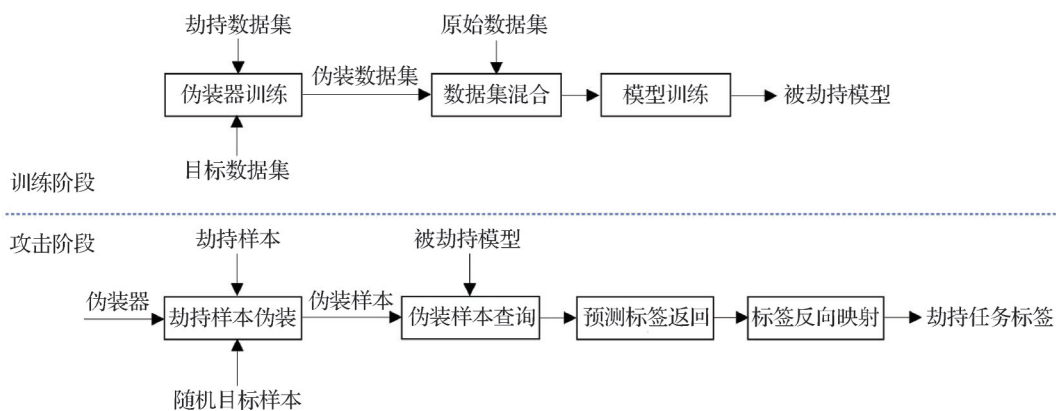 劫持数据集
原始数据集
伪装器训练
伪装数据集
数据集混合
模型训练
被劫持模型
目标数据集
训练阶段
攻击阶段
劫持样本
被劫持模型
伪装器
劫持样本伪装
伪装样本
伪装样本查询
预测标签返回
标签反向映射
劫持任务标签
随机目标样本